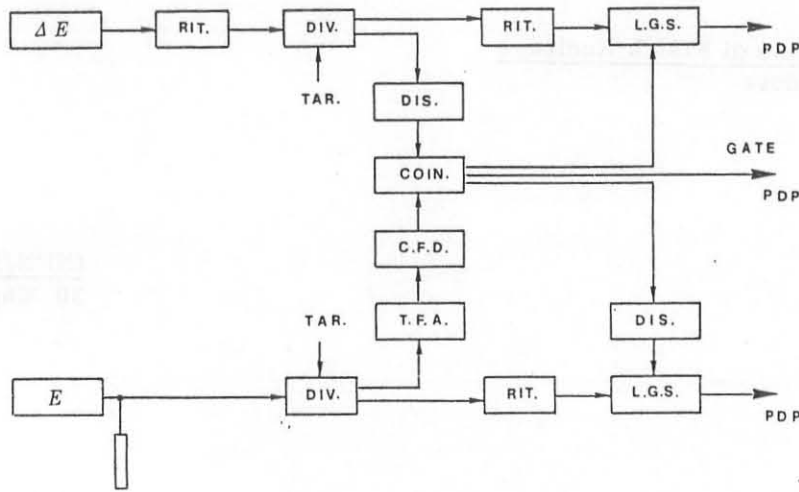 ΔE
RIT.
DIV.
RIT.
L.G.S.
PDP
TAR.
DIS.
GATE
COIN.
PDP
C.F.D.
TAR.
T.F.A.
DIS.
E
DIV.
RIT.
L.G.S.
PDP